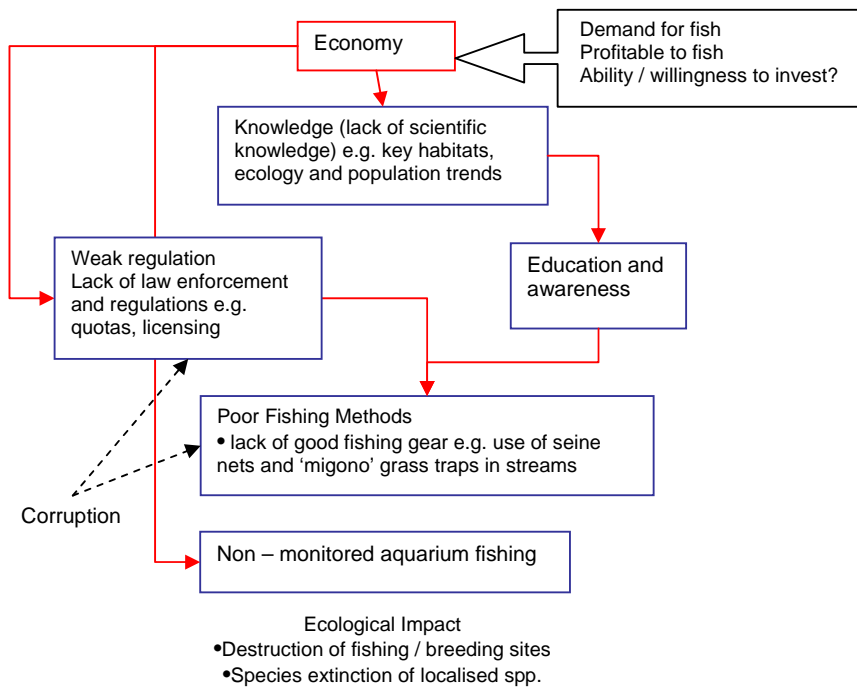 Economy
Demand for fish
Profitable to fish
Ability / willingness to invest?
Knowledge (lack of scientific
knowledge) e.g. key habitats,
ecology and population trends
Weak regulation
Lack of law enforcement
and regulations e.g.
quotas, licensing
Education and
awareness
Poor Fishing Methods
• lack of good fishing gear e.g. use of seine
nets and ‘migono’ grass traps in streams
Corruption
Non – monitored aquarium fishing
Ecological Impact
•Destruction of fishing / breeding sites
•Species extinction of localised spp.